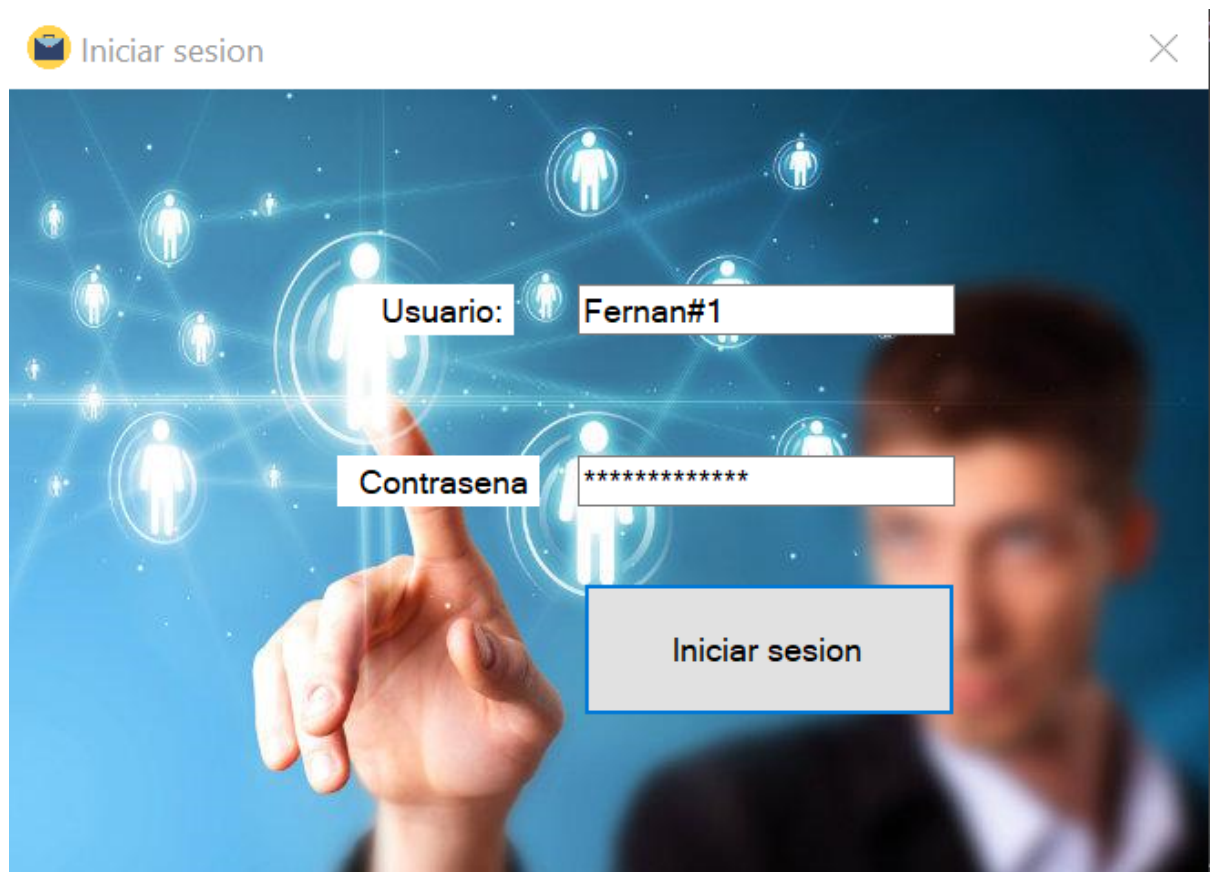 Iniciar sesion
Usuario: Fernan#1
Contrasena *************
Iniciar sesion